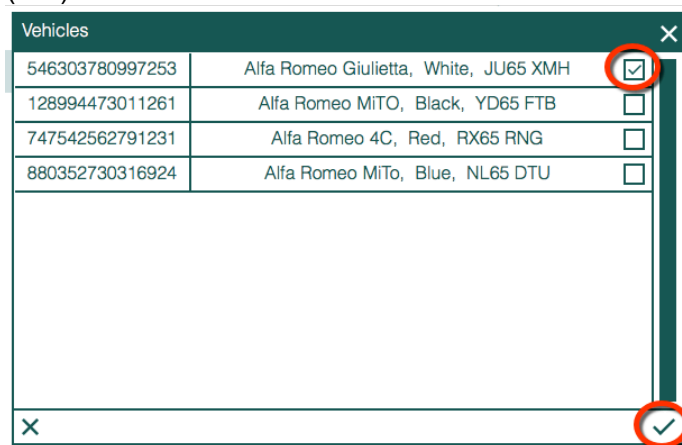 Vehicles
546303780997253 Alfa Romeo Giulietta, White, JU65 XMH
128994473011261 Alfa Romeo MiTO, Black, YD65 FTB
747542562791231 Alfa Romeo 4C, Red, RX65 RNG
880352730316924 Alfa Romeo MiTo, Blue, NL65 DTU